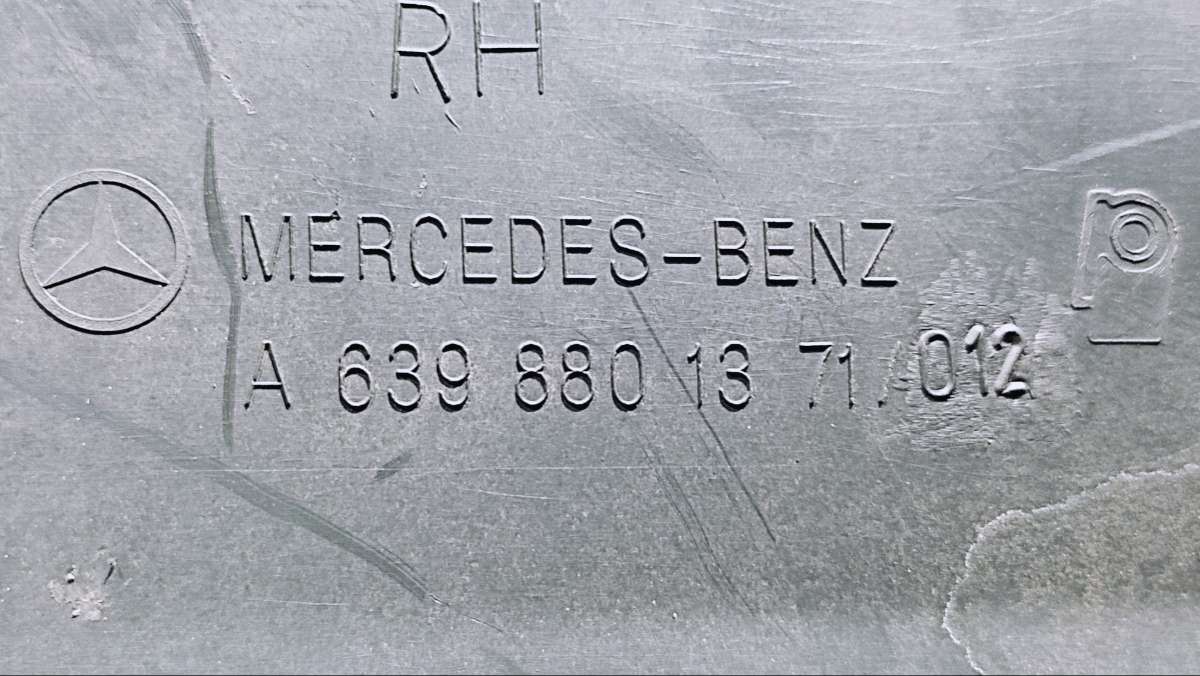 RH
MERCEDES-BENZ
A 639 880 13 71/012